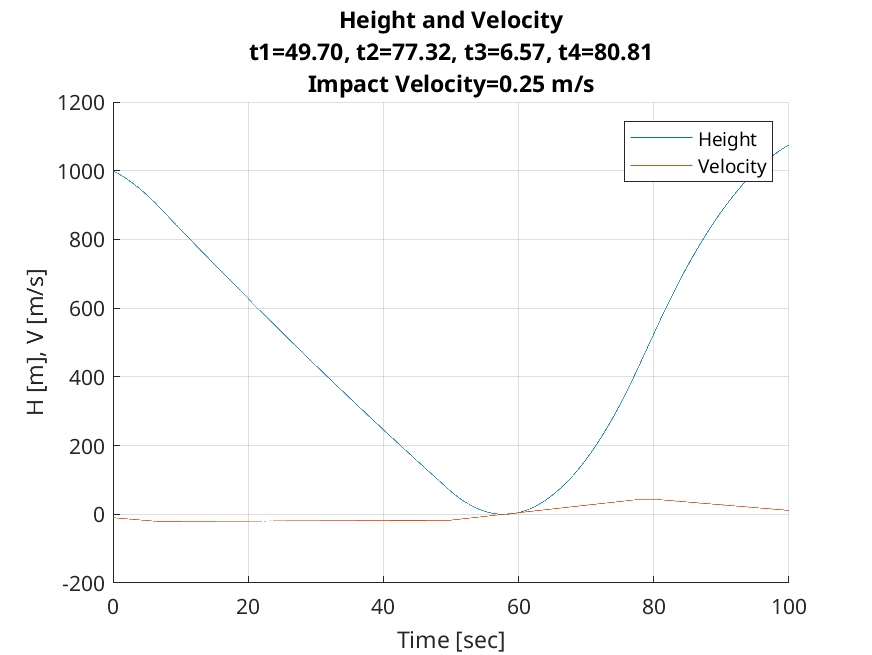 Height and Velocity
t1=49.70, t2=77.32, t3=6.57, t4=80.81
Impact Velocity=0.25 m/s
1200
1000
800
600
400
200
0
-200
H [m], V [m/s]
Height
Velocity
0 20 40 60 80 100
Time [sec]